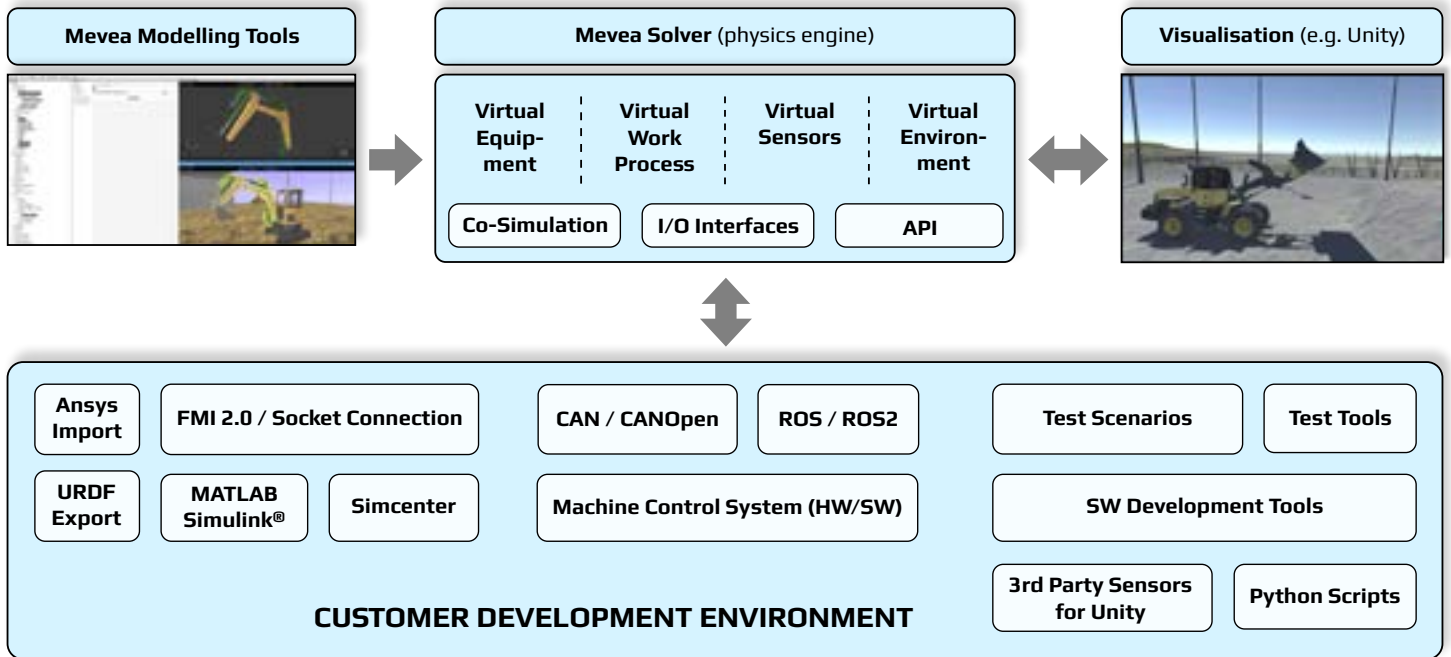 Mevea Modelling Tools
Mevea Solver (physics engine)
Visualisation (e.g. Unity)
Virtual
Equip-
ment
Virtual
Work
Process
Virtual
Sensors
Virtual
Environ-
ment
Co-Simulation
I/O Interfaces
API
Ansys
Import
FMI 2.0 / Socket Connection
CAN / CANOpen
ROS / ROS2
Test Scenarios
Test Tools
URDF
Export
MATLAB
Simulink®
Simcenter
Machine Control System (HW/SW)
SW Development Tools
3rd Party Sensors
for Unity
Python Scripts
CUSTOMER DEVELOPMENT ENVIRONMENT